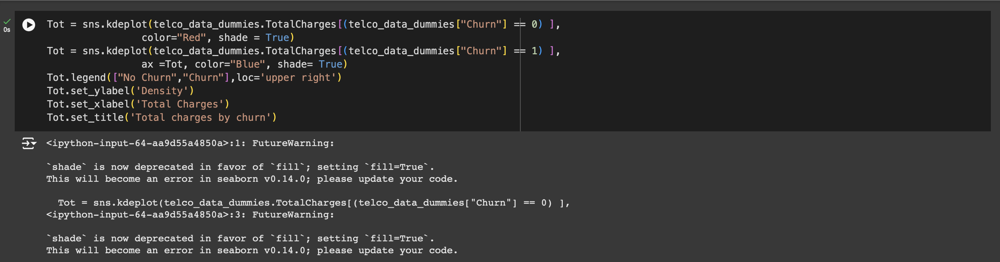 0s
Tot = sns.kdeplot(telco_data_dummies.TotalCharges[(telco_data_dummies["Churn"] == 0) ],
                color="Red", shade = True)
Tot = sns.kdeplot(telco_data_dummies.TotalCharges[(telco_data_dummies["Churn"] == 1) ],
                ax =Tot, color="Blue", shade= True)
Tot.legend(["No Churn","Churn"],loc='upper right')
Tot.set_ylabel('Density')
Tot.set_xlabel('Total Charges')
Tot.set_title('Total charges by churn')
<ipython-input-64-aa9d55a4850a>:1: FutureWarning:
`shade` is now deprecated in favor of `fill`; setting `fill=True`.
This will become an error in seaborn v0.14.0; please update your code.
  Tot = sns.kdeplot(telco_data_dummies.TotalCharges[(telco_data_dummies["Churn"] == 0) ],
<ipython-input-64-aa9d55a4850a>:3: FutureWarning:
`shade` is now deprecated in favor of `fill`; setting `fill=True`.
This will become an error in seaborn v0.14.0; please update your code.